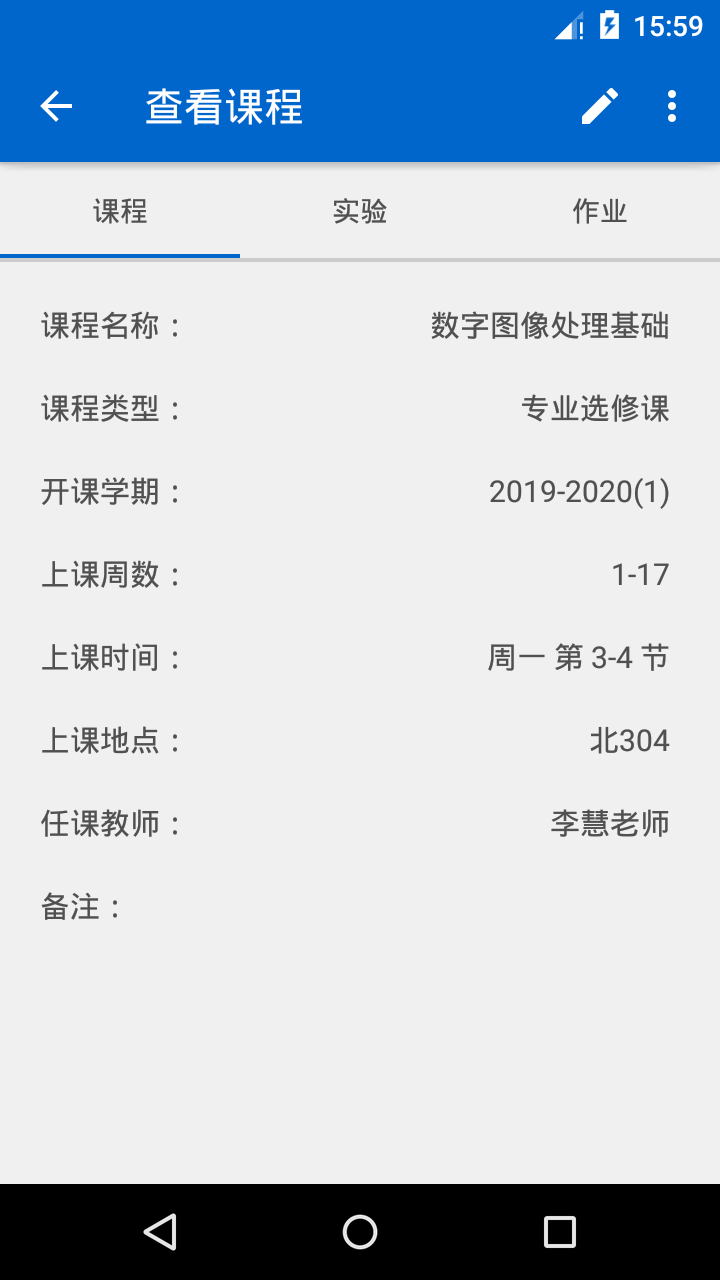 15:59
查看课程
课程 实验 作业
课程名称： 数字图像处理基础
课程类型： 专业选修课
开课学期： 2019-2020(1)
上课周数： 1-17
上课时间： 周一 第 3-4 节
上课地点： 北304
任课教师： 李慧老师
备注：